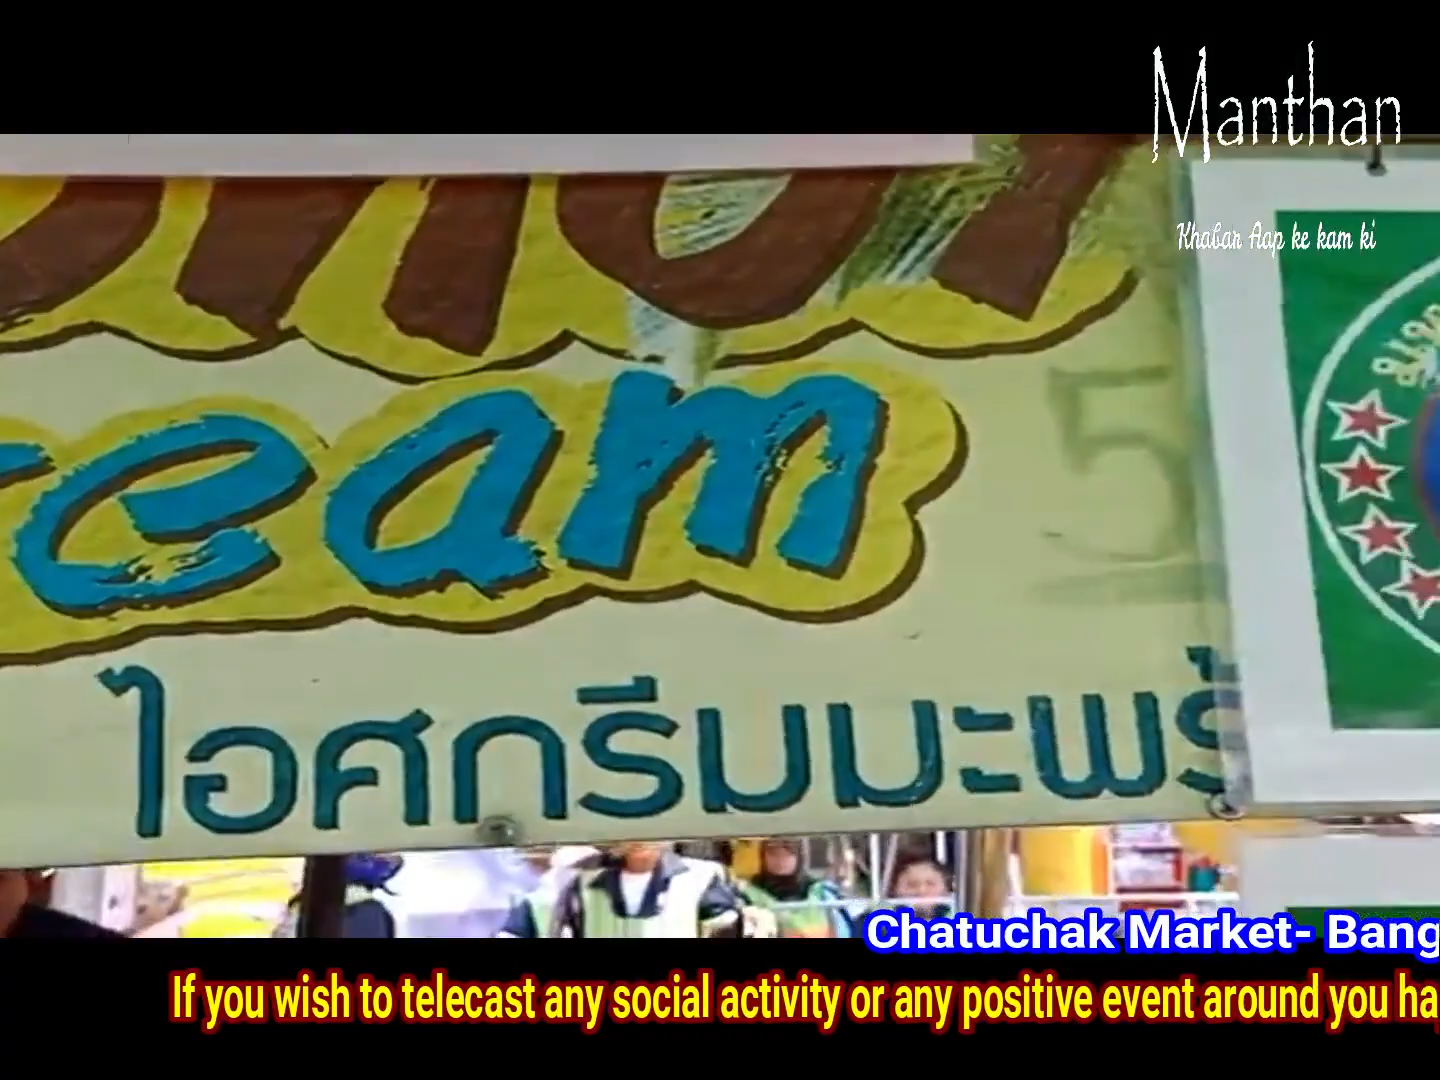 Manthan
Khabar Aap ke kam ki
ream
5
ไอศกรีมมะพร้
Chatuchak Market- Bang
If you wish to telecast any social activity or any positive event around you ha